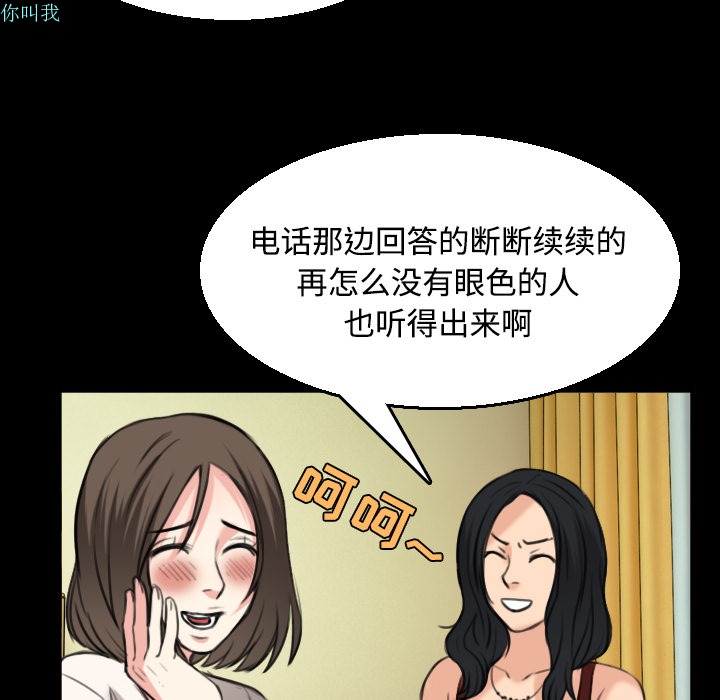 你叫我
电话那边回答的断断续续的
再怎么没有眼色的人
也听得出来啊
呵呵~